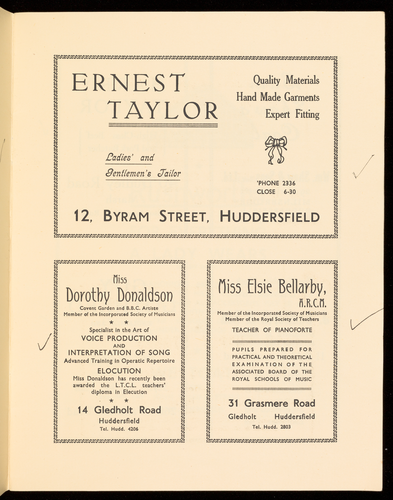 ERNEST
TAYLOR
Quality Materials
Hand Made Garments
Expert Fitting
Ladies' and
Gentlemen's Tailor
'PHONE 2336
CLOSE 6-30
12, BYRAM STREET, HUDDERSFIELD
Miss
Dorothy Donaldson
Covent Garden and B.B.C. Artiste
Member of the Incorporated Society of Musicians
Specialist in the Art of
VOICE PRODUCTION
AND
INTERPRETATION OF SONG
Advanced Training in Operatic Repertoire
ELOCUTION
Miss Donaldson has recently been
awarded the L.T.C.L. teachers'
diploma in Elocution
14 Gledholt Road
Huddersfield
Tel. Hudd. 4206
Miss Elsie Bellarby,
A.R.C.M.
Member of the Incorporated Society of Musicians
Member of the Royal Society of Teachers
TEACHER OF PIANOFORTE
PUPILS PREPARED FOR
PRACTICAL AND THEORETICAL
EXAMINATION OF THE
ASSOCIATED BOARD OF THE
ROYAL SCHOOLS OF MUSIC
31 Grasmere Road
Gledholt Huddersfield
Tel. Hudd. 2803